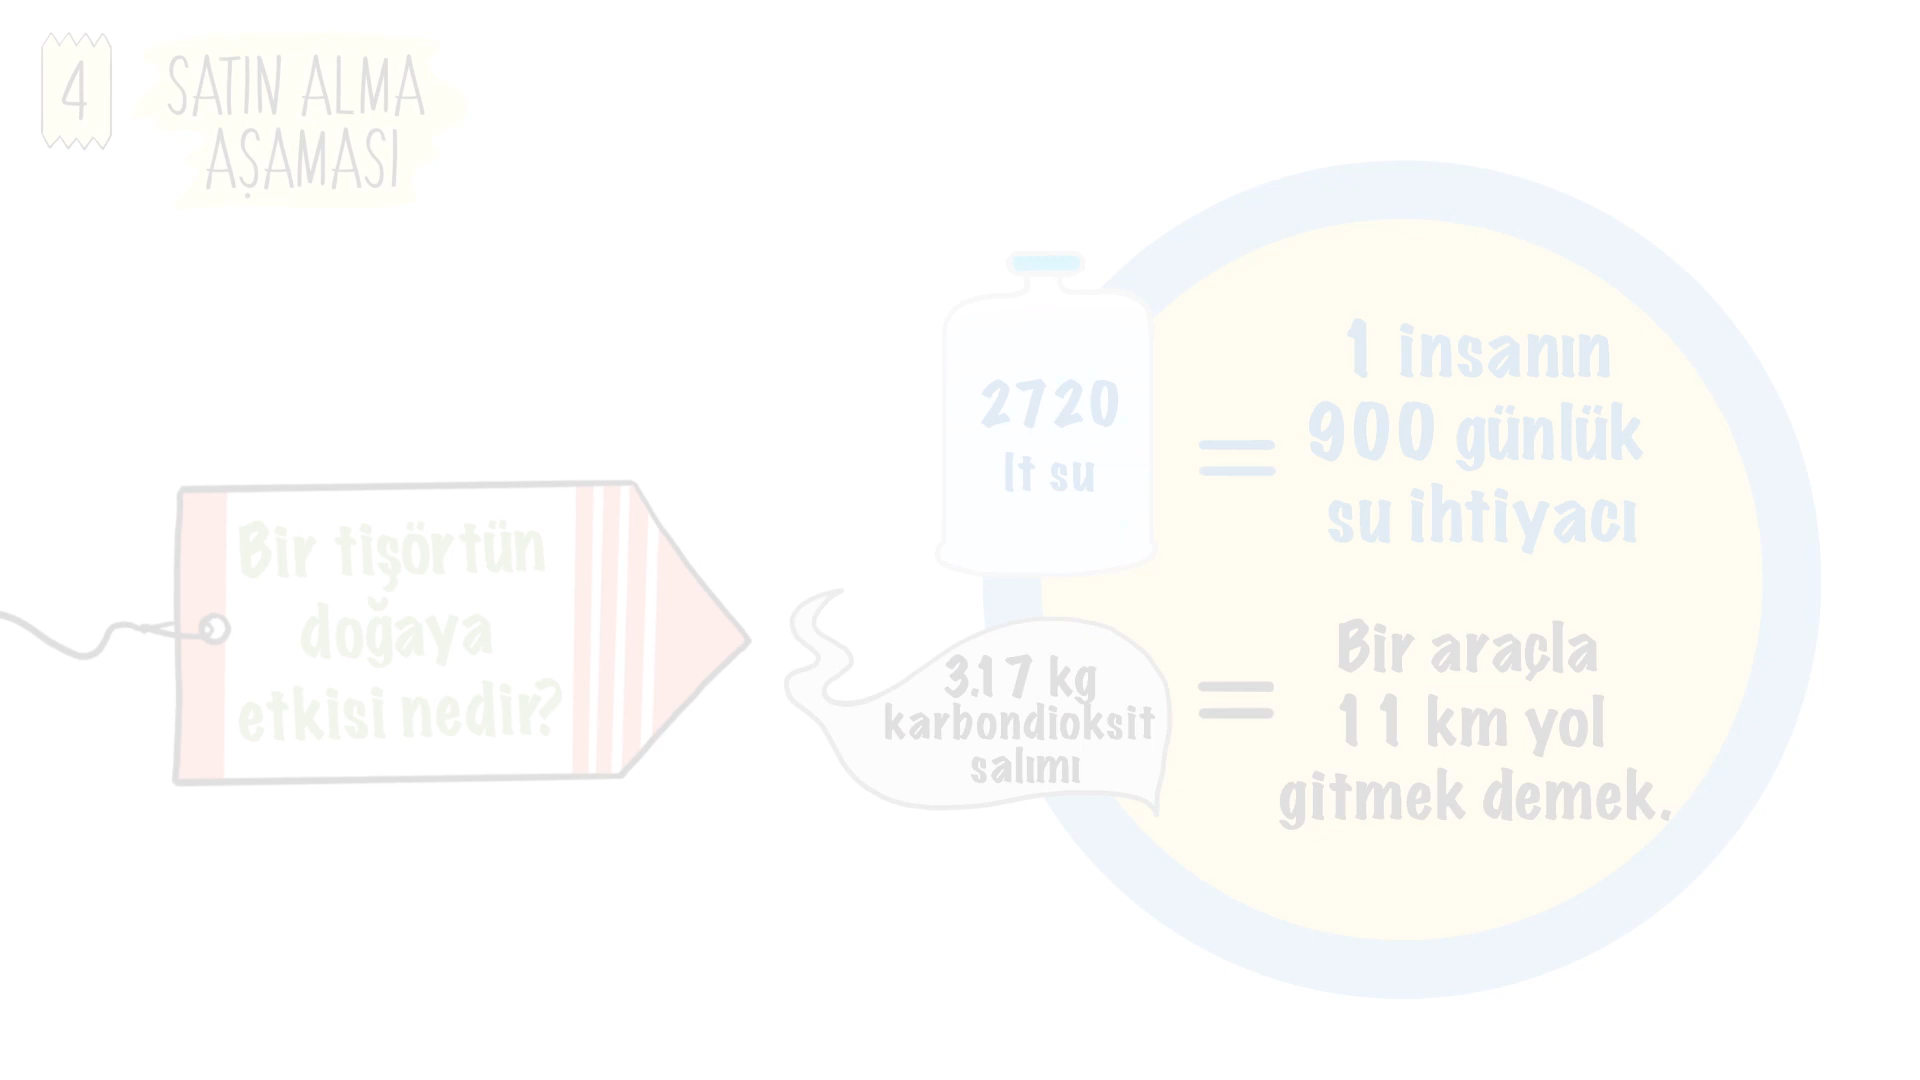 4
SATIN ALMA
AŞAMASI
Bir tişörtün
doğaya
etkisi nedir?
2720
lt su
=
1 insanın
900 günlük
su ihtiyacı
3.17 kg
karbondioksit
salımı
=
Bir araçla
11 km yol
gitmek demek.